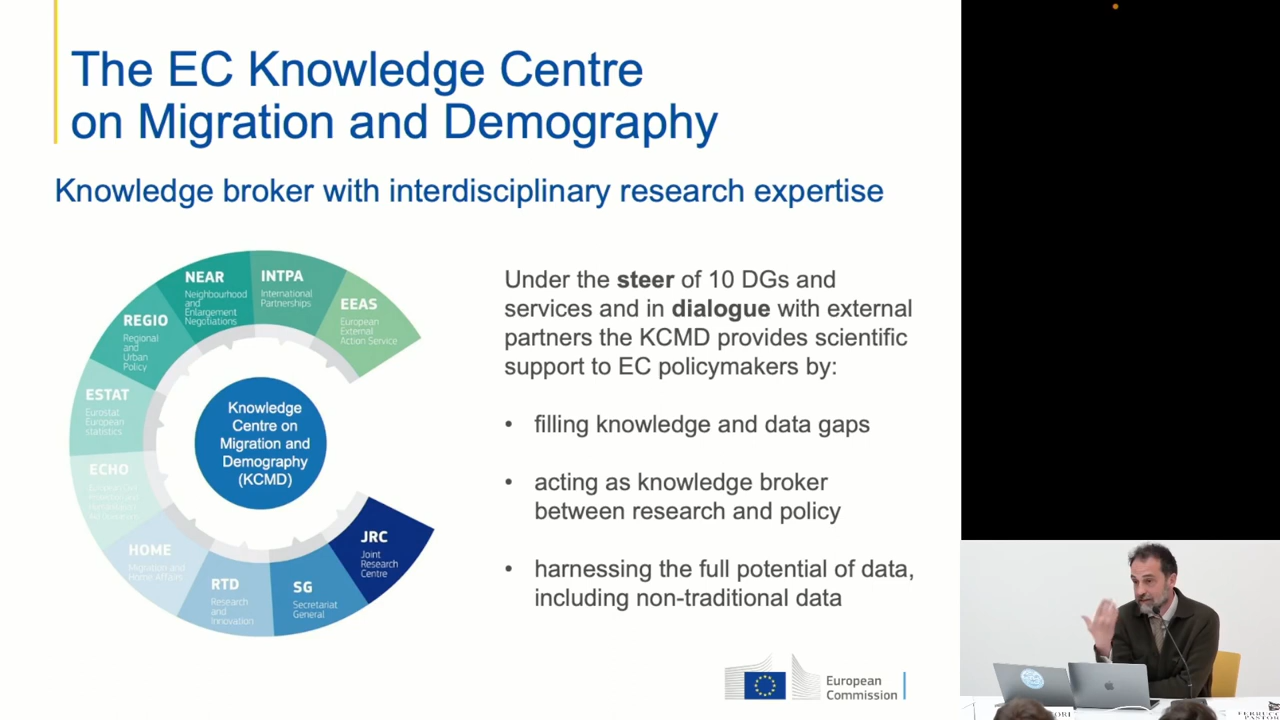 The EC Knowledge Centre
on Migration and Demography
Knowledge broker with interdisciplinary research expertise
NEAR
Neighbourhood
and
Enlargement
Negotiations
INTPA
International
Partnerships
EEAS
European
External
Action Service
REGIO
Regional
and
Urban
Policy
ESTAT
Eurostat
European
statistics
ECHO
HOME
Migration and
Home Affairs
RTD
Research
and
Innovation
SG
Secretariat
General
JRC
Joint
Research
Centre
Knowledge
Centre on
Migration and
Demography
(KCMD)
Under the steer of 10 DGs and
services and in dialogue with external
partners the KCMD provides scientific
support to EC policymakers by:
• filling knowledge and data gaps
• acting as knowledge broker
between research and policy
• harnessing the full potential of data,
including non-traditional data
European
Commission